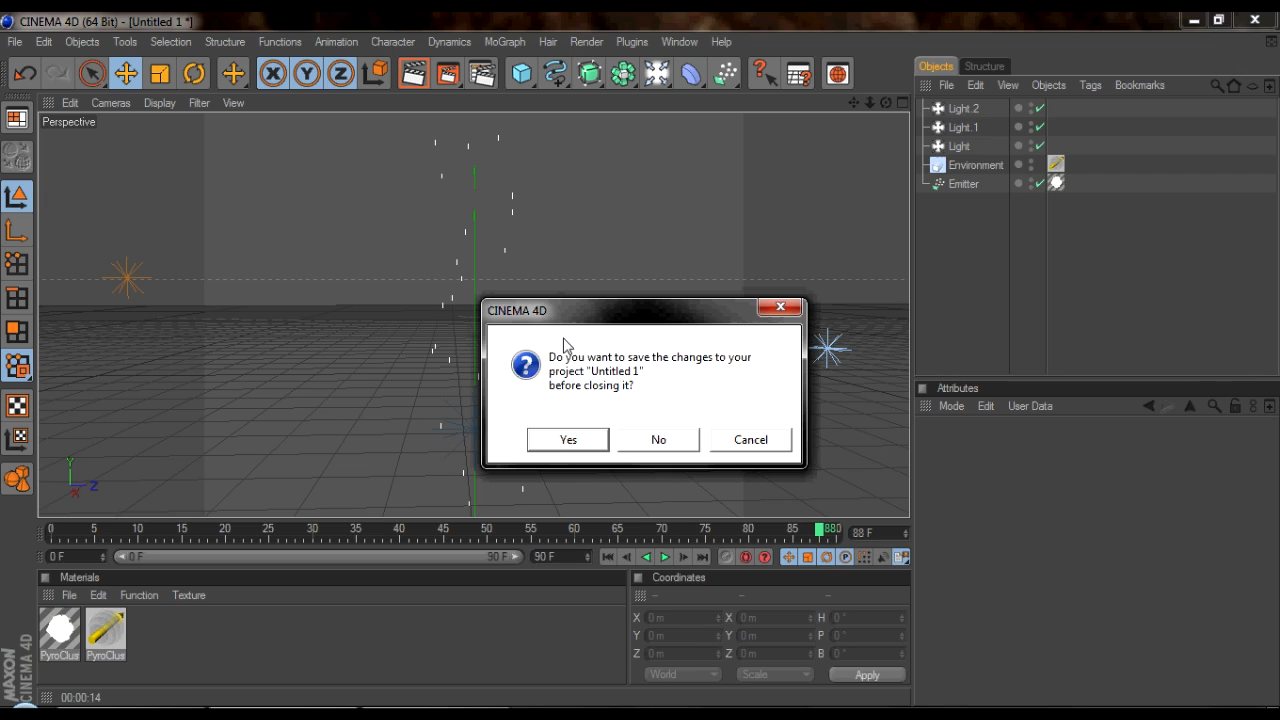 CINEMA 4D (64 Bit) - [Untitled 1 *]
File Edit Objects Tools Selection Structure Functions Animation Character Dynamics MoGraph Hair Render Plugins Window Help
Edit Cameras Display Filter View
Perspective
Objects Structure
File Edit View Objects Tags Bookmarks
Light.2
Light.1
Light
Environment
Emitter
X Y Z
CINEMA 4D
Do you want to save the changes to your
project "Untitled 1"
before closing it?
Yes No Cancel
Attributes
Mode Edit User Data
Y
Z
X
0 5 10 15 20 25 30 35 40 45 50 55 60 65 70 75 80 85 880 88 F
0 F 0 F 90 F 90 F
Materials
File Edit Function Texture
PyroClus PyroClus
Coordinates
X 0 m X 0 m H 0 °
Y 0 m Y 0 m P 0 °
Z 0 m Z 0 m B 0 °
World Scale Apply
MAXON
CINEMA 4D
00:00:14